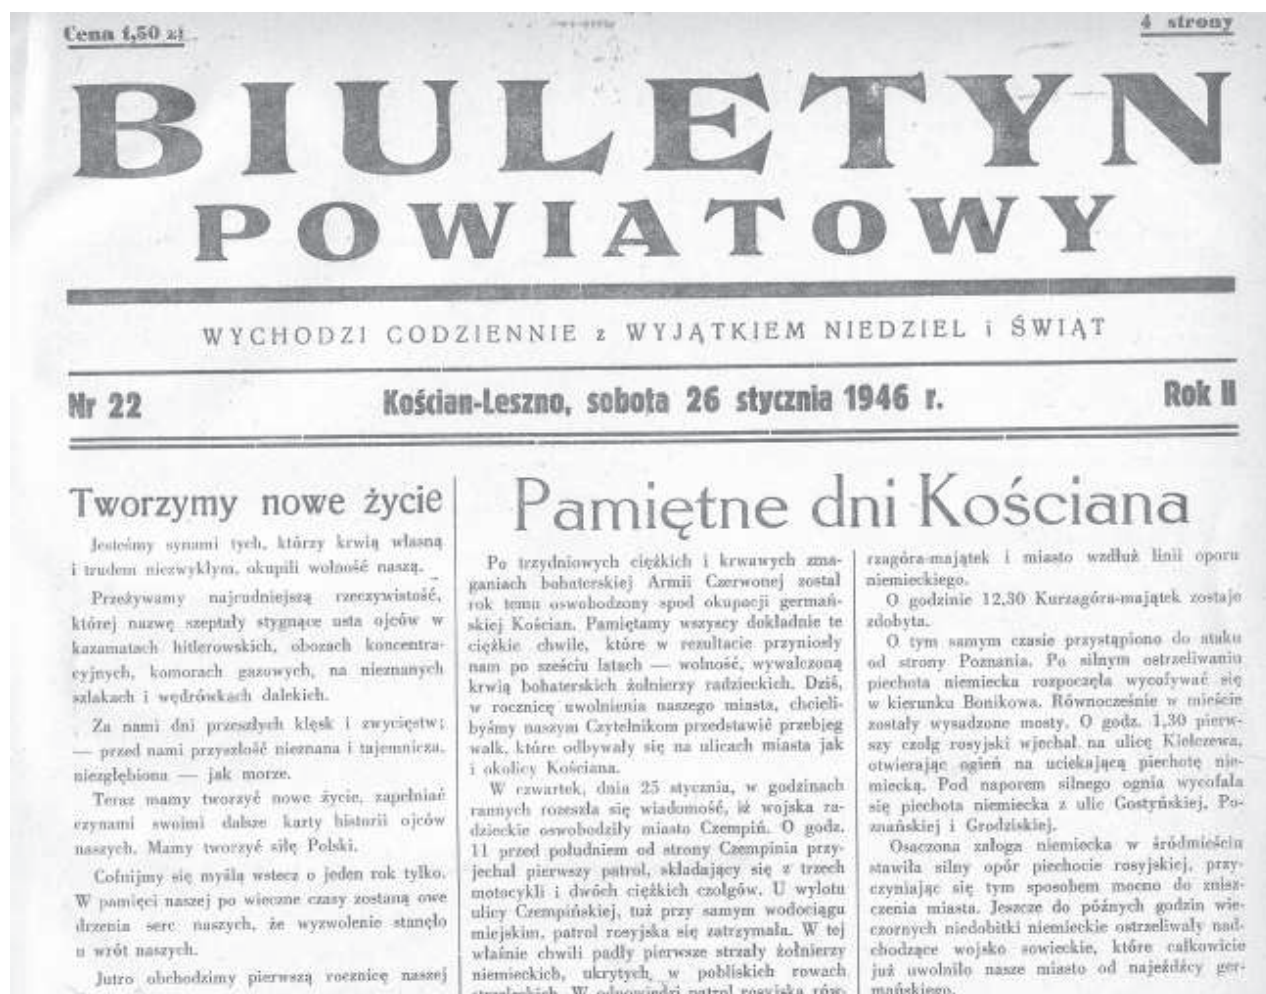 Cena 1,50 zł.
4 strony
BIULETYN
POWIATOWY
WYCHODZI CODZIENNIE z WYJĄTKIEM NIEDZIEL i ŚWIĄT
Nr 22
Kościan-Leszno, sobota 26 stycznia 1946 r.
Rok II
Tworzymy nowe życie
Jesteśmy synami tych, którzy krwią własną
i trudem niezwykłym, okupili wolność naszą.
Przeżywamy najcudniejszą rzeczywistość,
której nazwę szeptały stygnące usta ojców w
kazamatach hitlerowskich, obozach koncentra-
cyjnych, komorach gazowych, na nieznanych
szlakach i wędrówkach dalekich.
Za nami dni przeszłych klęsk i zwycięstw;
— przed nami przyszłość nieznana i tajemnicza,
niezgłębiona — jak morze.
Teraz mamy tworzyć nowe życie, zapełniać
czynami swoimi dalsze karty historii ojców
naszych. Mamy tworzyć siłę Polski.
Cofnijmy się myślą wstecz o jeden rok tylko.
W pamięci naszej po wieczne czasy zostaną owe
drżenia serc naszych, że wyzwolenie stanęło
u wrót naszych.
Jutro obchodzimy pierwszą rocznicę naszej
Pamiętne dni Kościana
Po trzydniowych ciężkich i krwawych zma-
ganiach bohaterskiej Armii Czerwonej został
rok temu oswobodzony spod okupacji germań-
skiej Kościan. Pamiętamy wszyscy dokładnie te
ciężkie chwile, które w rezultacie przyniosły
nam po sześciu latach — wolność, wywalczoną
krwią bohaterskich żołnierzy radzieckich. Dziś,
w rocznicę uwolnienia naszego miasta, chcieli-
byśmy naszym Czytelnikom przedstawić przebieg
walk, które odbywały się na ulicach miasta jak
i okolicy Kościana.
W czwartek, dnia 25 stycznia, w godzinach
rannych rozeszła się wiadomość, iż wojska ra-
dzieckie oswobodziły miasto Czempiń. O godz.
11 przed południem od strony Czempinia przy-
jechał pierwszy patrol, składający się z trzech
motocykli i dwóch ciężkich czołgów. U wylotu
ulicy Czempińskiej, tuż przy samym wodociągu
miejskim, patrol rosyjska się zatrzymała. W tej
właśnie chwili padły pierwsze strzały żołnierzy
niemieckich, ukrytych w pobliskich rowach
strzeleckich. W odpowiedzi patrol rosyjska rów-
rzagóra-majątek i miasto wzdłuż linii oporu
niemieckiego.
O godzinie 12,30 Kurzagóra-majątek zostaje
zdobyta.
O tym samym czasie przystąpiono do ataku
od strony Poznania. Po silnym ostrzeliwaniu
piechota niemiecka rozpoczęła wycofywać się
w kierunku Bonikowa. Równocześnie w mieście
zostały wysadzone mosty. O godz. 1,30 pierw-
szy czołg rosyjski wjechał na ulicę Kiełczewa,
otwierając ogień na uciekającą piechotę nie-
miecką. Pod naporem silnego ognia wycofała
się piechota niemiecka z ulic Gostyńskiej, Po-
znańskiej i Grodziskiej.
Osaczona załoga niemiecka w śródmieściu
stawiła silny opór piechocie rosyjskiej, przy-
czyniając się tym sposobem mocno do znisz-
czenia miasta. Jeszcze do późnych godzin wie-
czornych niedobitki niemieckie ostrzeliwały nad-
chodzące wojsko sowieckie, które całkowicie
już uwolniło nasze miasto od najeźdźcy ger-
mańskiego.